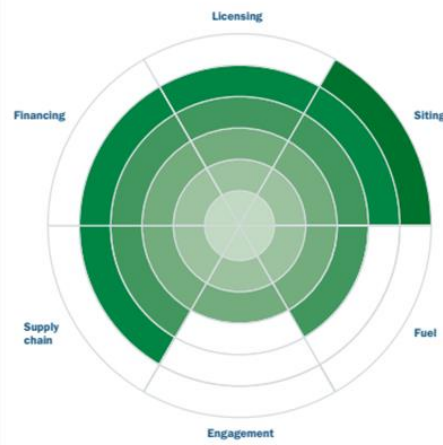 Licensing
Financing
Siting
Supply
chain
Fuel
Engagement